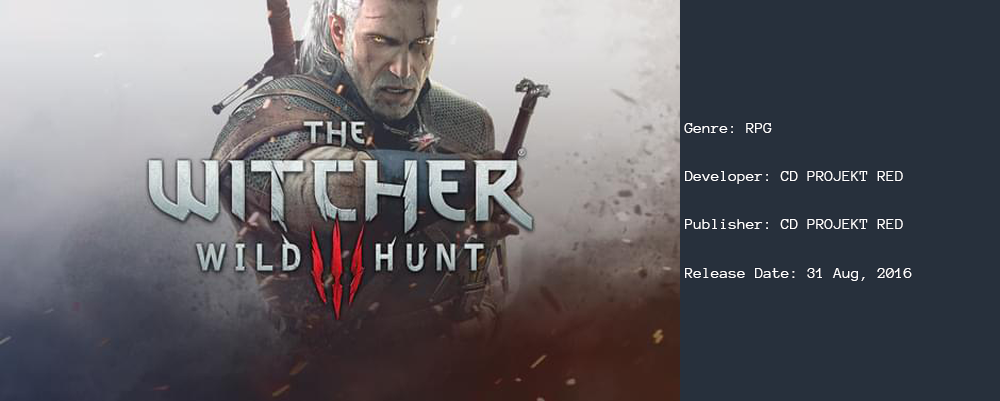 THE
WITCHER®
WILD HUNT
Genre: RPG
Developer: CD PROJEKT RED
Publisher: CD PROJEKT RED
Release Date: 31 Aug, 2016